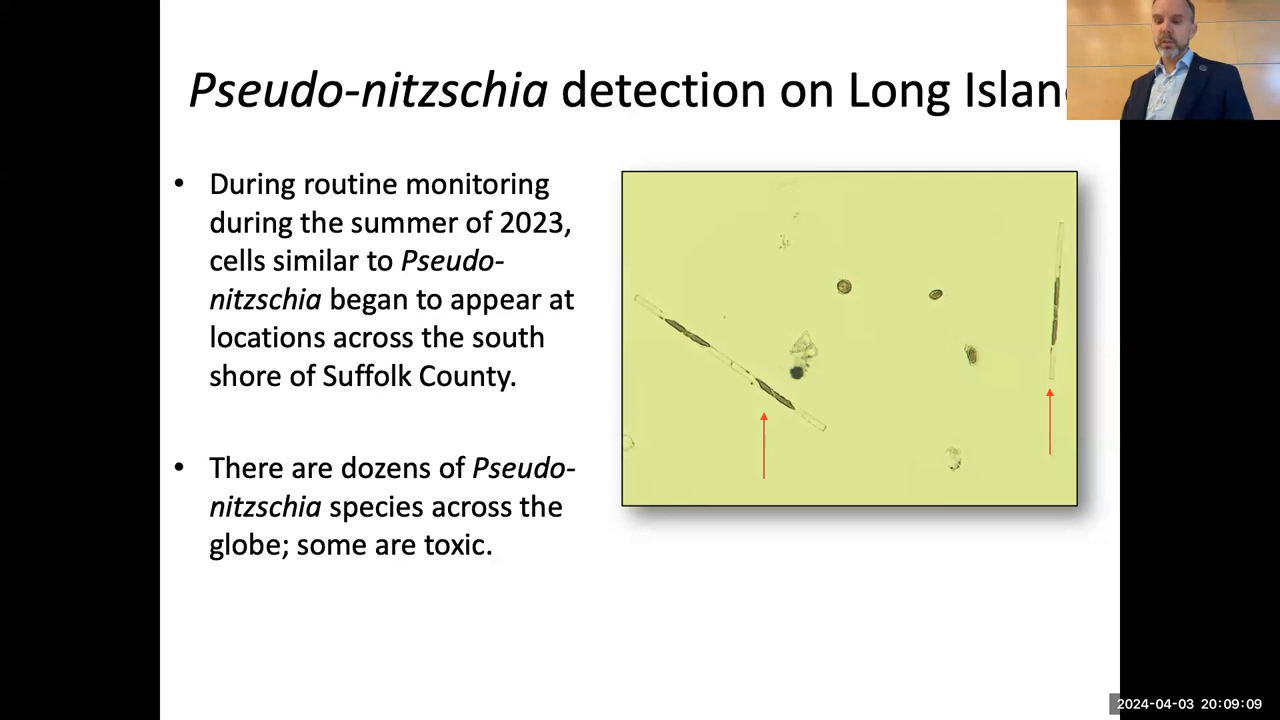 Pseudo-nitzschia detection on Long Islan
• During routine monitoring
during the summer of 2023,
cells similar to Pseudo-
nitzschia began to appear at
locations across the south
shore of Suffolk County.
• There are dozens of Pseudo-
nitzschia species across the
globe; some are toxic.
2024-04-03 20:09:09